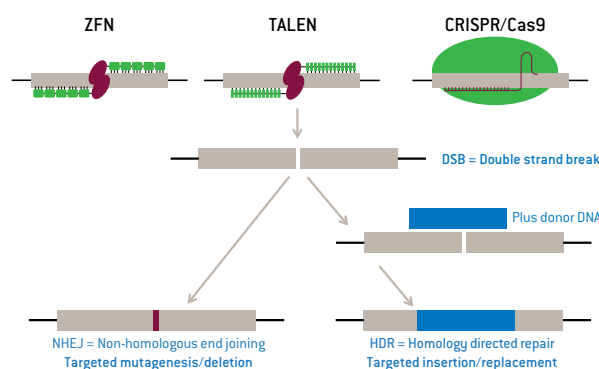 ZFN
TALEN
CRISPR/Cas9
DSB = Double strand break
Plus donor DNA
NHEJ = Non-homologous end joining
Targeted mutagenesis/deletion
HDR = Homology directed repair
Targeted insertion/replacement